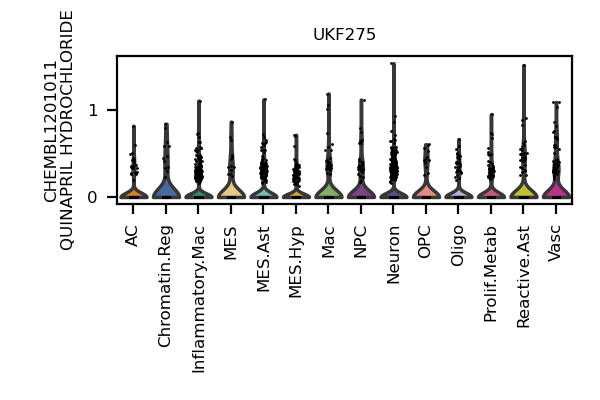 UKF275
CHEMBL1201011
QUINAPRIL HYDROCHLORIDE
1
0
AC
Chromatin.Reg
Inflammatory.Mac
MES
MES.Ast
MES.Hyp
Mac
NPC
Neuron
OPC
Oligo
Prolif.Metab
Reactive.Ast
Vasc